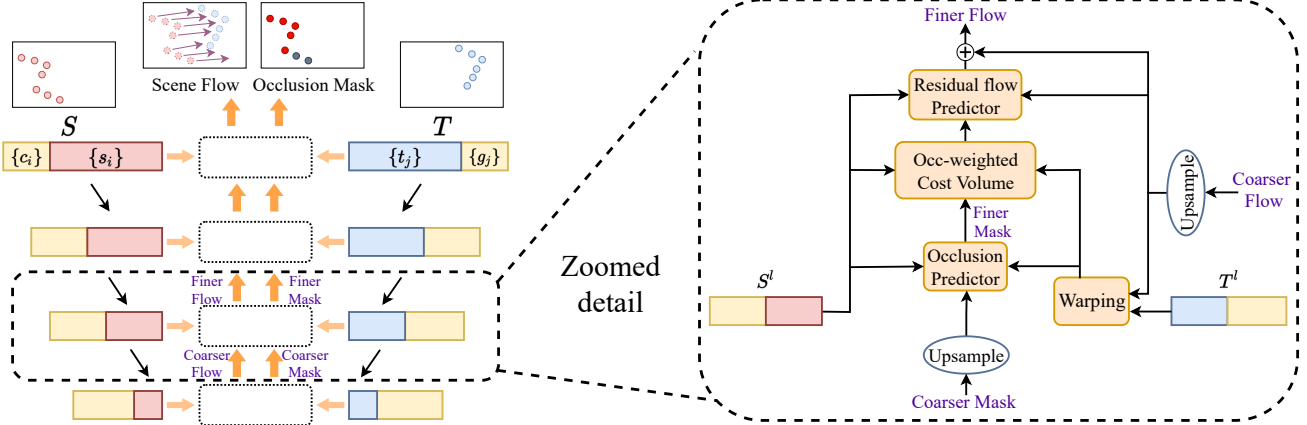 Scene Flow
Occlusion Mask
S
T
{c_i}
{s_i}
{t_j}
{g_j}
Finer
Flow
Finer
Mask
Coarser
Flow
Coarser
Mask
Zoomed
detail
Finer Flow
Residual flow
Predictor
Occ-weighted
Cost Volume
Upsample
Coarser
Flow
Finer
Mask
Occlusion
Predictor
S^l
Warping
T^l
Upsample
Coarser Mask